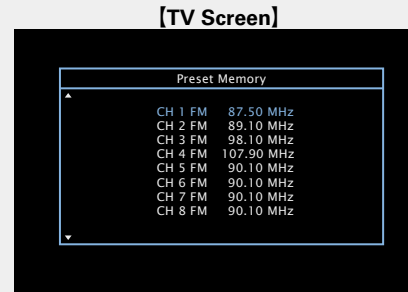 【TV Screen】
Preset Memory
CH 1 FM 87.50 MHz
CH 2 FM 89.10 MHz
CH 3 FM 98.10 MHz
CH 4 FM 107.90 MHz
CH 5 FM 90.10 MHz
CH 6 FM 90.10 MHz
CH 7 FM 90.10 MHz
CH 8 FM 90.10 MHz